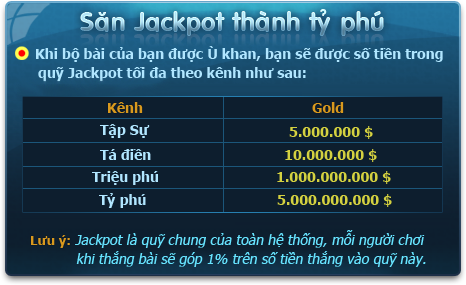 Săn Jackpot thành tỷ phú
Khi bộ bài của bạn được Ù khan, bạn sẽ được số tiền trong
quỹ Jackpot tối đa theo kênh như sau:
Kênh Gold
Tập Sự 5.000.000 $
Tá điền 10.000.000 $
Triệu phú 1.000.000.000 $
Tỷ phú 5.000.000.000 $
Lưu ý: Jackpot là quỹ chung của toàn hệ thống, mỗi người chơi
khi thắng bài sẽ góp 1% trên số tiền thắng vào quỹ này.